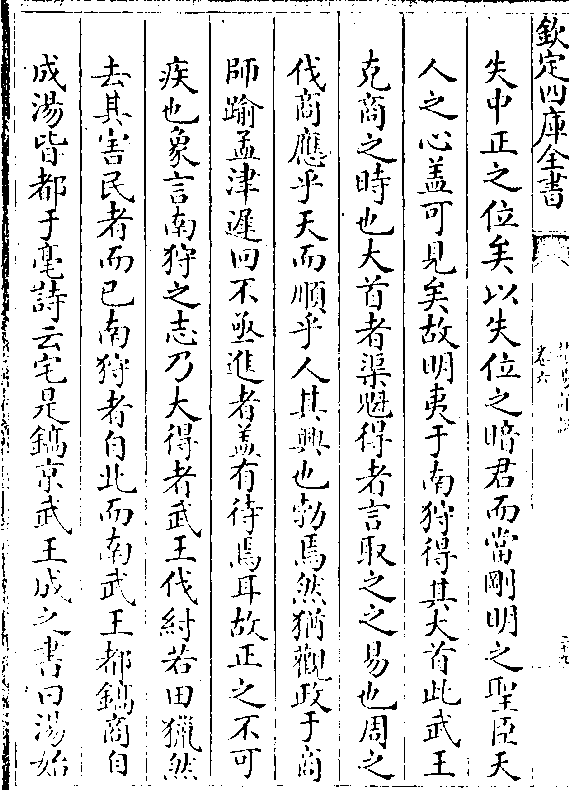 欽定四庫全書
卷六
失中正之位矣以失位之暗君而當剛明之聖臣天
人之心盖可見矣故明夷于南狩得其大首此武王
克商之時也大首者渠魁得者言取之之易也周之
伐商應乎天而順乎人其興也勃焉然猶觀政于商
師踰孟津遲回不亟進者盖有待焉耳故正之不可
疾也象言南狩之志乃大得者武王伐紂若田獵然
去其害民者而已南狩者自北而南武王都鎬商自
成湯皆都于亳詩云宅是鎬京武王成之書曰湯始